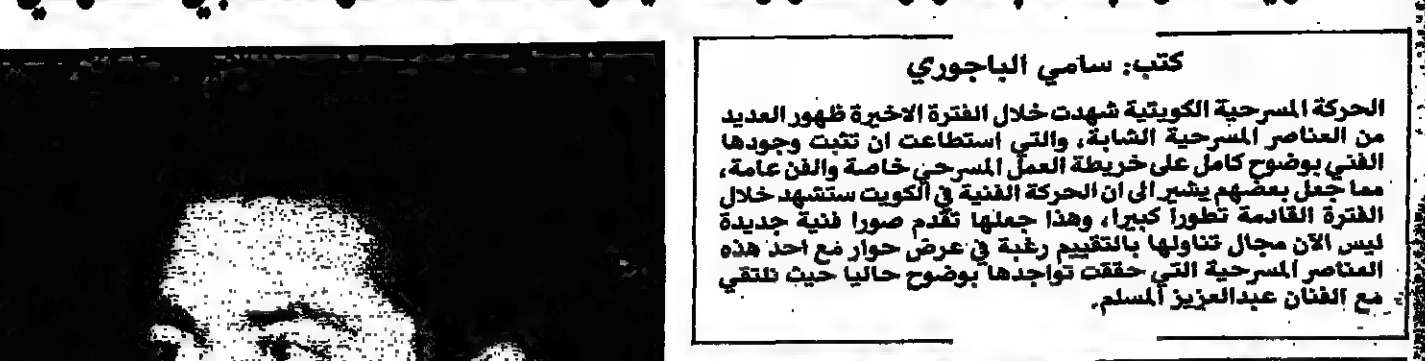 كتب: سامي الباجوري
الحركة المسرحية الكويتية شهدت خلال الفترة الاخيرة ظهور العديد
من العناصر المسرحية الشابة، والتي استطاعت ان تثبت وجودها
الفني بوضوح كامل على خريطة العمل المسرحي خاصة والفن عامة،
مما جعل بعضهم يشير الى ان الحركة الفنية في الكويت ستشهد خلال
الفترة القادمة تطورا كبيرا، وهذا جعلها تقدم صورا فنية جديدة
ليس الآن مجال تناولها بالتقييم رغبة في عرض حوار مع احد هذه
العناصر المسرحية التي حققت تواجدها بوضوح حاليا حيث نلتقي
مع الفنان عبدالعزيز المسلم.